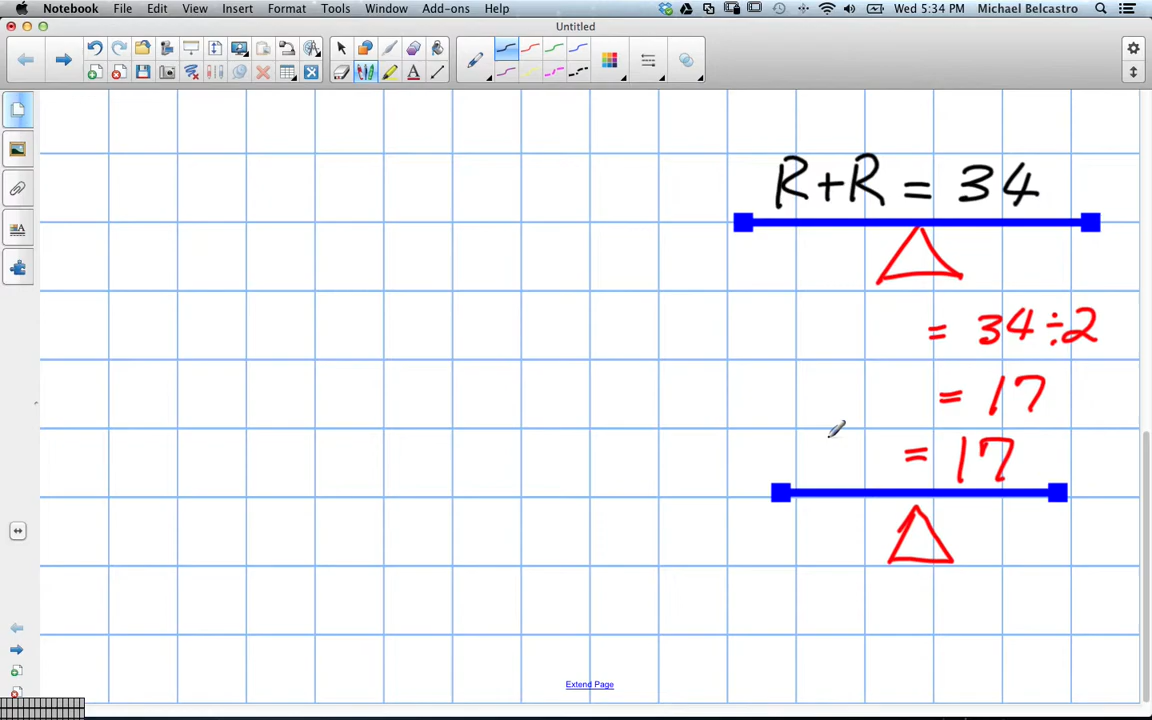 Notebook File Edit View Insert Format Tools Window Add-ons Help Wed 5:34 PM Michael Belcastro
Untitled
R+R = 34
= 34÷2
= 17
= 17
Extend Page